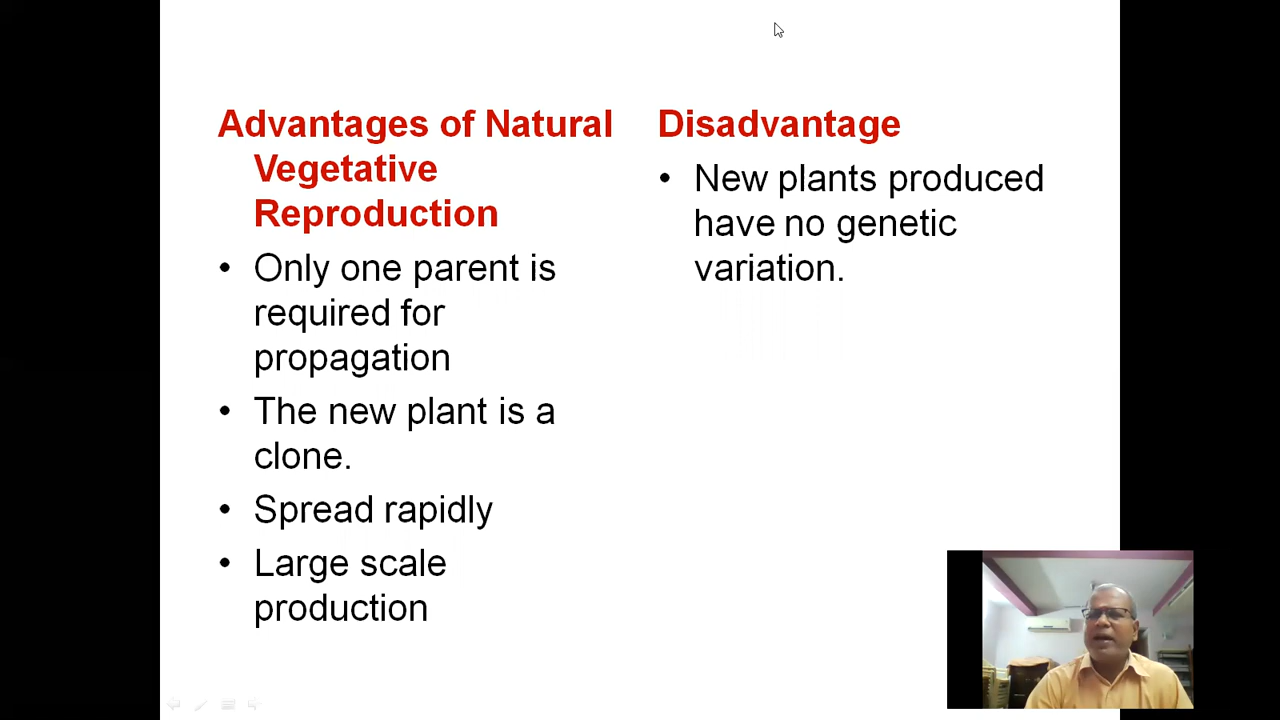 Advantages of Natural
Vegetative
Reproduction
• Only one parent is
required for
propagation
• The new plant is a
clone.
• Spread rapidly
• Large scale
production
Disadvantage
• New plants produced
have no genetic
variation.